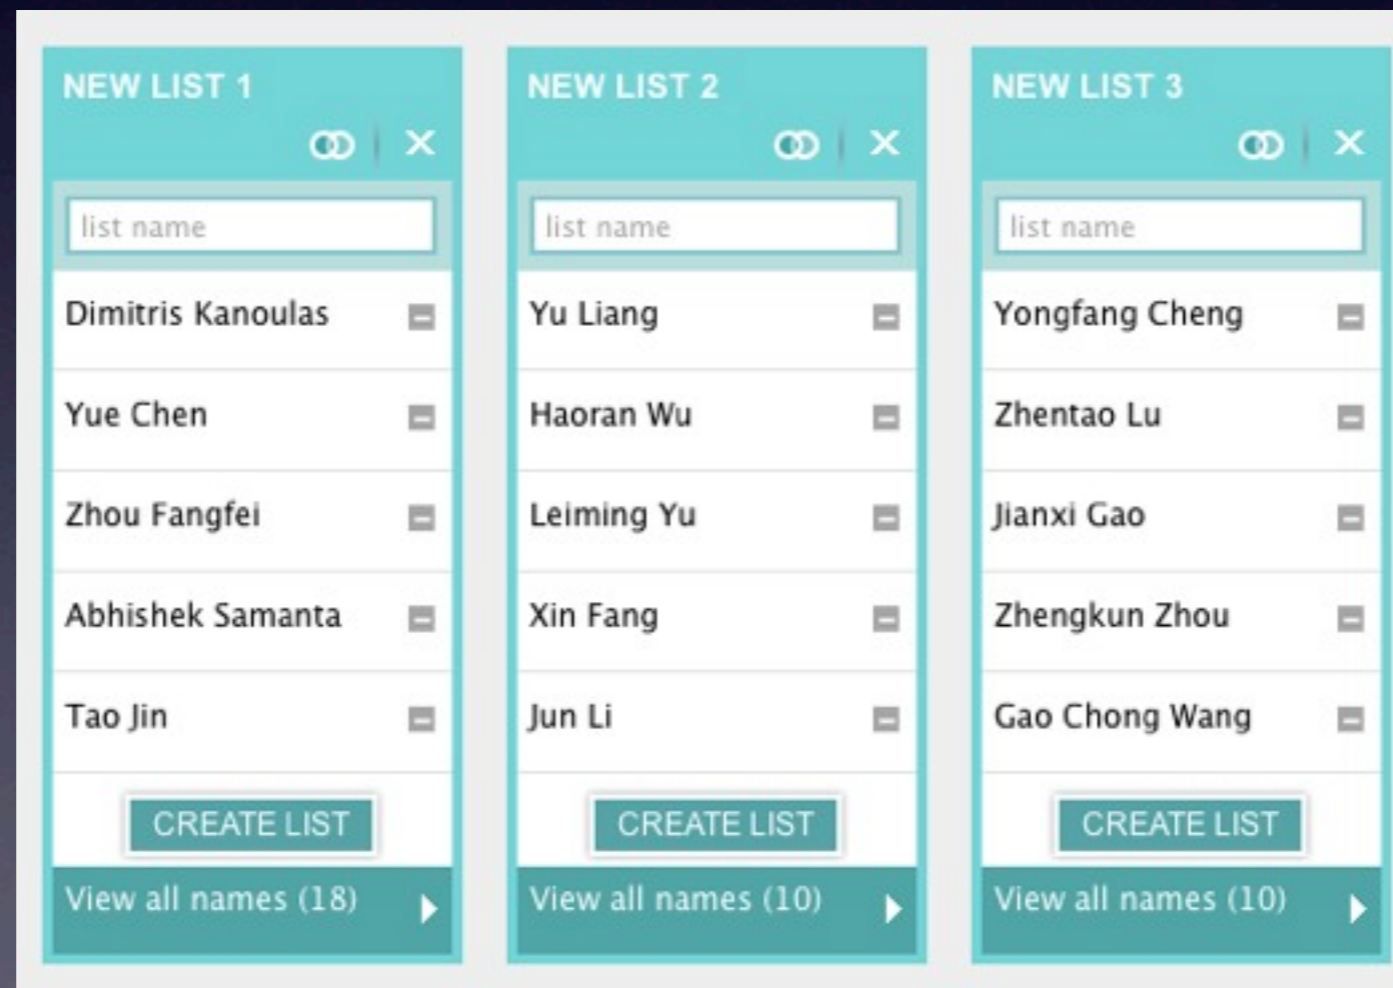 NEW LIST 1
list name
Dimitris Kanoulas
Yue Chen
Zhou Fangfei
Abhishek Samanta
Tao Jin
CREATE LIST
View all names (18)
NEW LIST 2
list name
Yu Liang
Haoran Wu
Leiming Yu
Xin Fang
Jun Li
CREATE LIST
View all names (10)
NEW LIST 3
list name
Yongfang Cheng
Zhentao Lu
Jianxi Gao
Zhengkun Zhou
Gao Chong Wang
CREATE LIST
View all names (10)